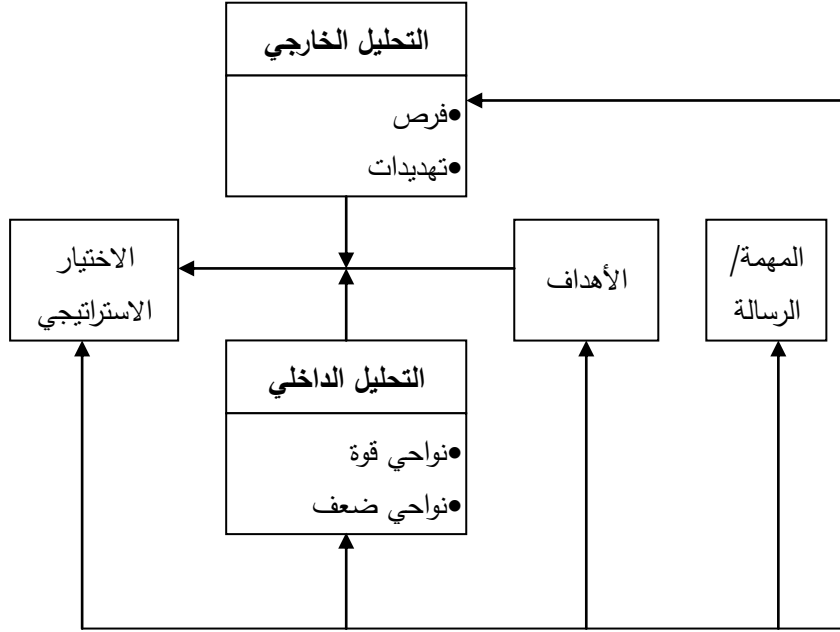 التحليل الخارجي
•فرص
•تهديدات
المهمة/
الرسالة
الأهداف
الاختيار
الاستراتيجي
التحليل الداخلي
•نواحي قوة
•نواحي ضعف